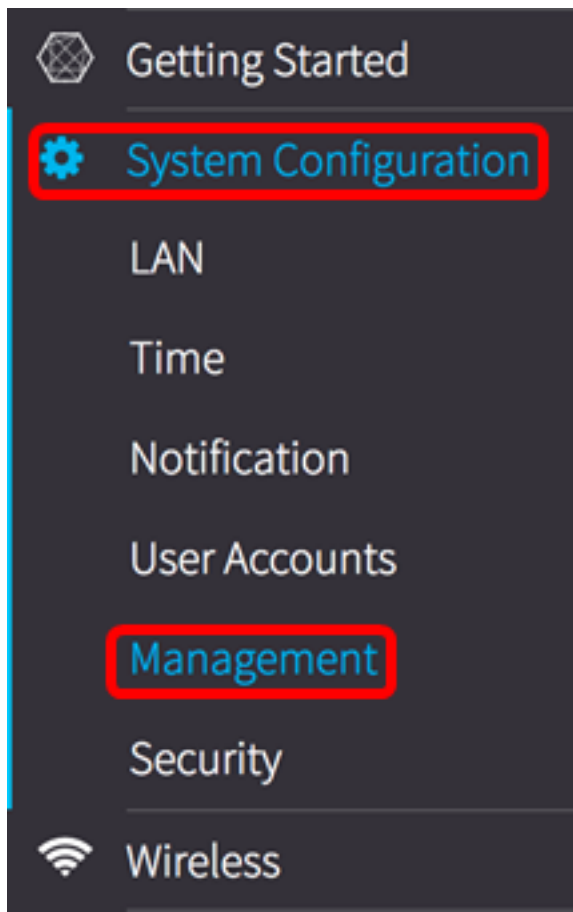 Getting Started
System Configuration
LAN
Time
Notification
User Accounts
Management
Security
Wireless